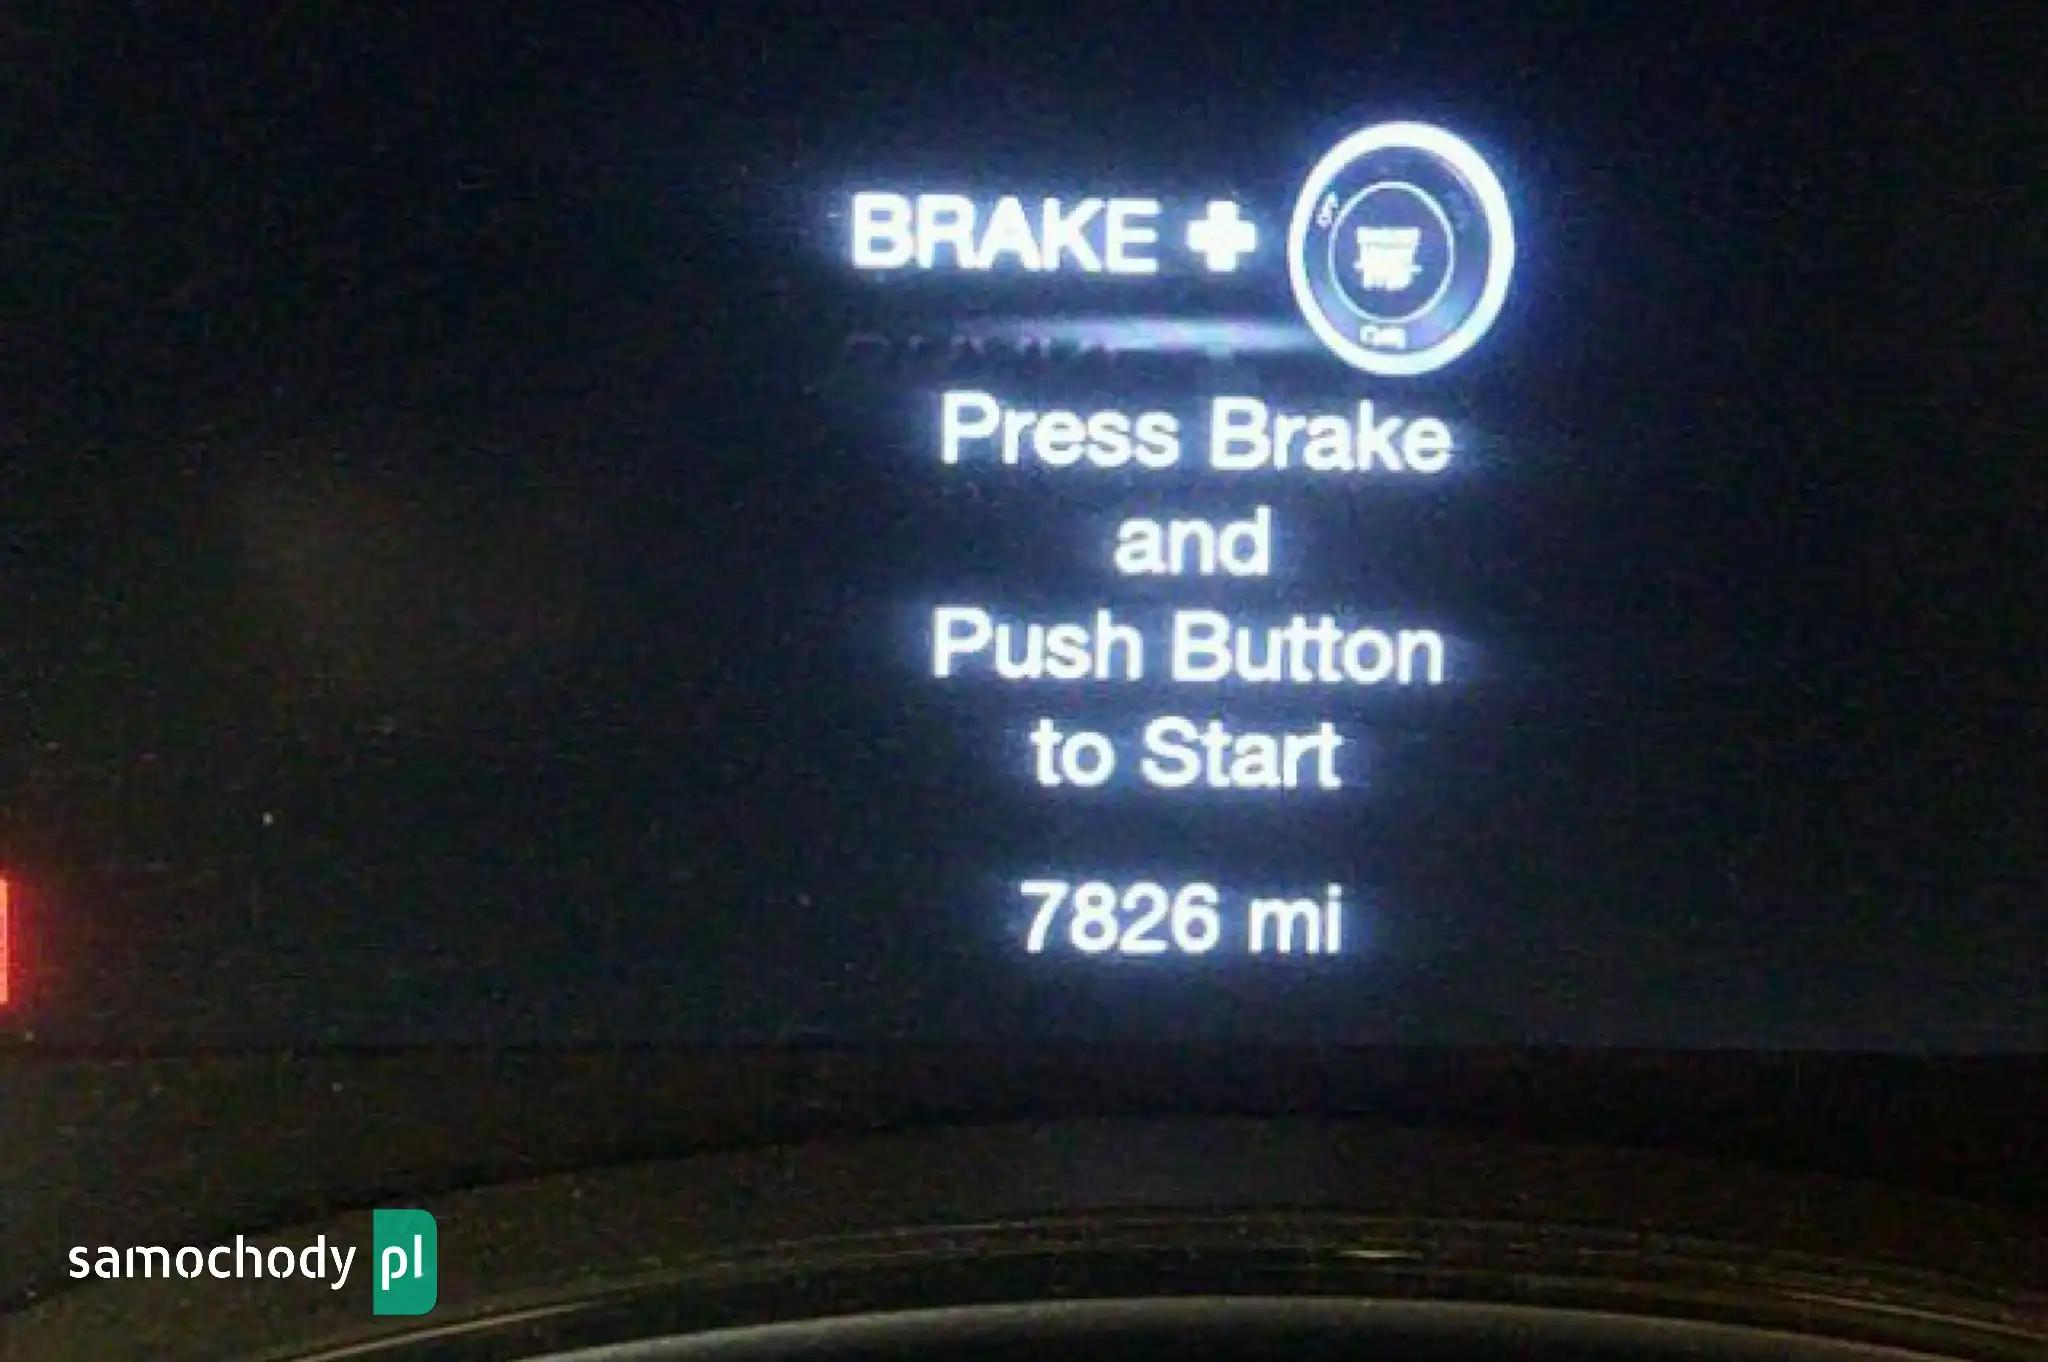 BRAKE +
Press Brake
and
Push Button
to Start
7826 mi
samochody pl